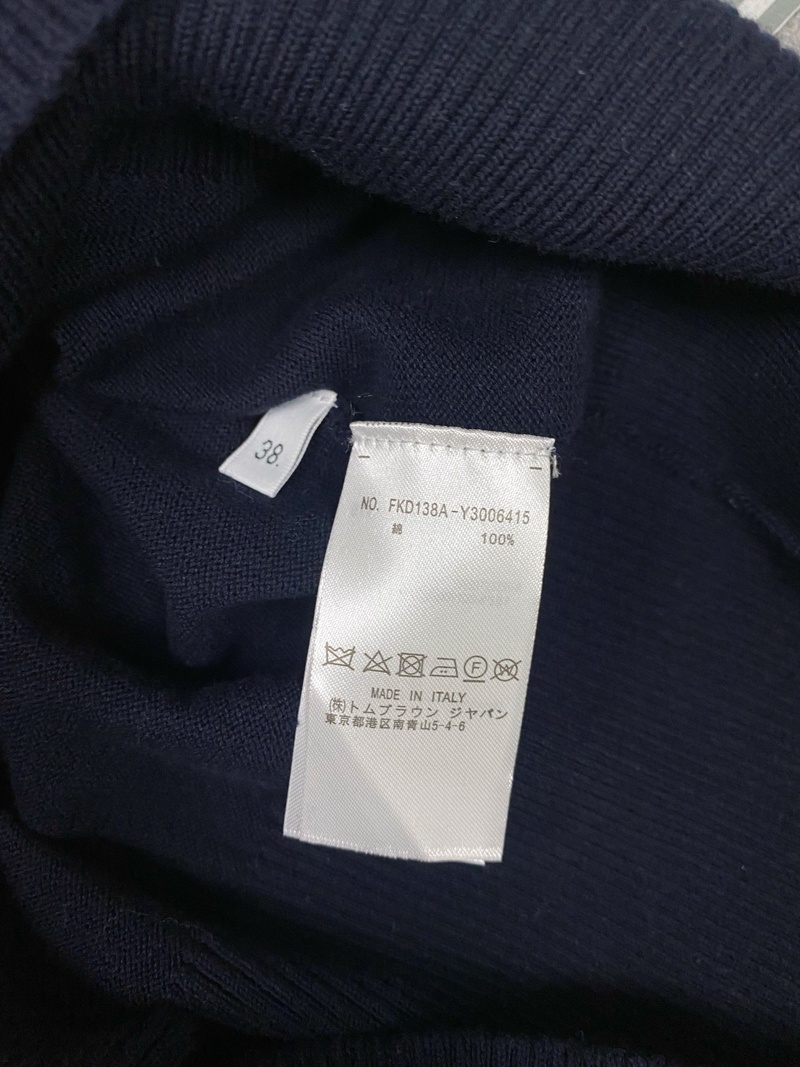 38.
NO. FKD138A-Y3006415
綿 100%
F
W
MADE IN ITALY
㈱トムブラウン ジャパン
東京都港区南青山5-4-6